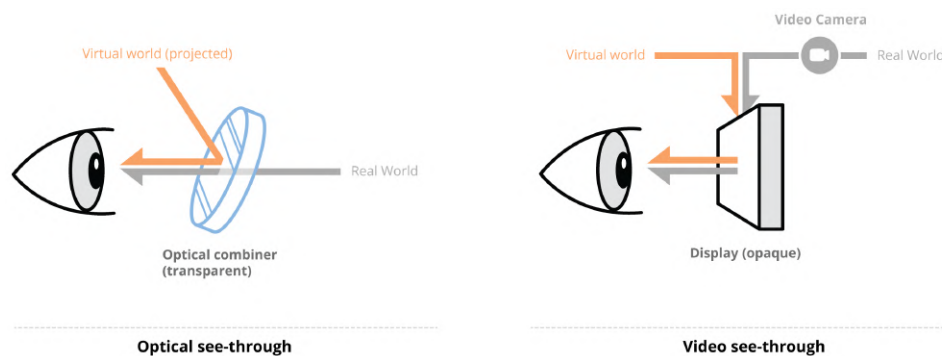 Virtual world (projected)
Real World
Optical combiner
(transparent)
Optical see-through
Video Camera
Virtual world
Real World
Display (opaque)
Video see-through